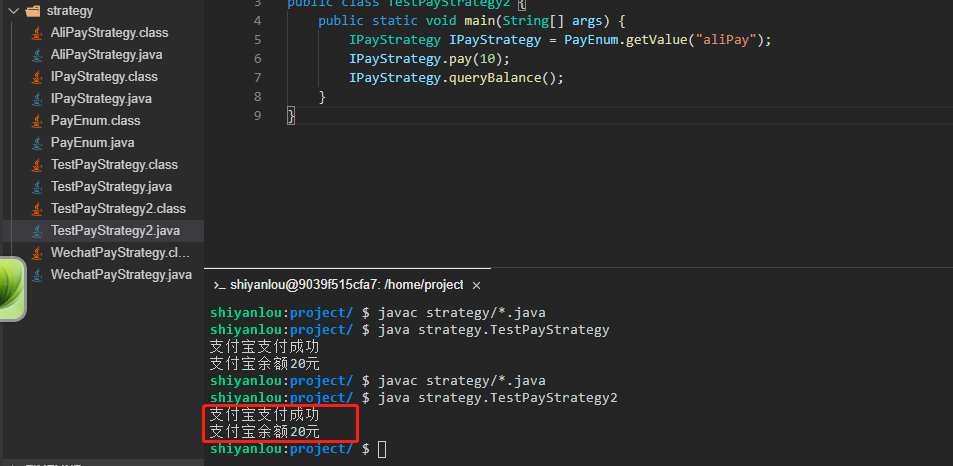 strategy
AliPayStrategy.class
AliPayStrategy.java
IPayStrategy.class
IPayStrategy.java
PayEnum.class
PayEnum.java
TestPayStrategy.class
TestPayStrategy.java
TestPayStrategy2.class
TestPayStrategy2.java
WechatPayStrategy.cl...
WechatPayStrategy.java
3 public class TestPayStrategy2 {
4 public static void main(String[] args) {
5 IPayStrategy IPayStrategy = PayEnum.getValue("aliPay");
6 IPayStrategy.pay(10);
7 IPayStrategy.queryBalance();
8 }
9 }
>_ shiyanlou@9039f515cfa7: /home/project ×
shiyanlou:project/ $ javac strategy/*.java
shiyanlou:project/ $ java strategy.TestPayStrategy
支付宝支付成功
支付宝余额20元
shiyanlou:project/ $ javac strategy/*.java
shiyanlou:project/ $ java strategy.TestPayStrategy2
支付宝支付成功
支付宝余额20元
shiyanlou:project/ $